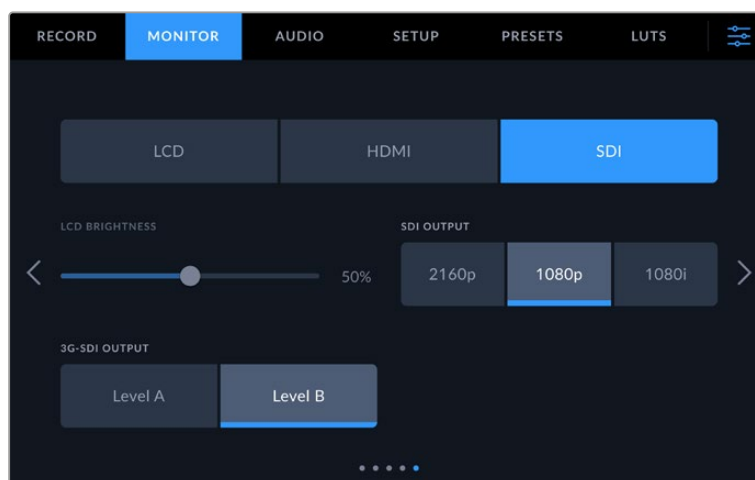 RECORD MONITOR AUDIO SETUP PRESETS LUTS
LCD HDMI SDI
LCD BRIGHTNESS SDI OUTPUT
50% 2160p 1080p 1080i
3G-SDI OUTPUT
Level A Level B